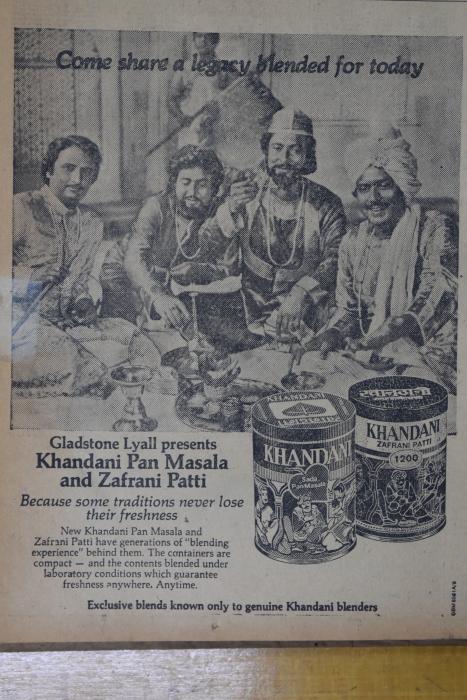 Come share a legacy blended for today
KHANDANI
KHANDANI
Sada
Pan Masala
KHANDANI
ZAFRANI PATTI
1200
Gladstone Lyall presents
Khandani Pan Masala
and Zafrani Patti
Because some traditions never lose
their freshness
New Khandani Pan Masala and
Zafrani Patti have generations of "blending
experience" behind them. The containers are
compact — and the contents blended under
laboratory conditions which guarantee
freshness anywhere. Anytime.
Exclusive blends known only to genuine Khandani blenders